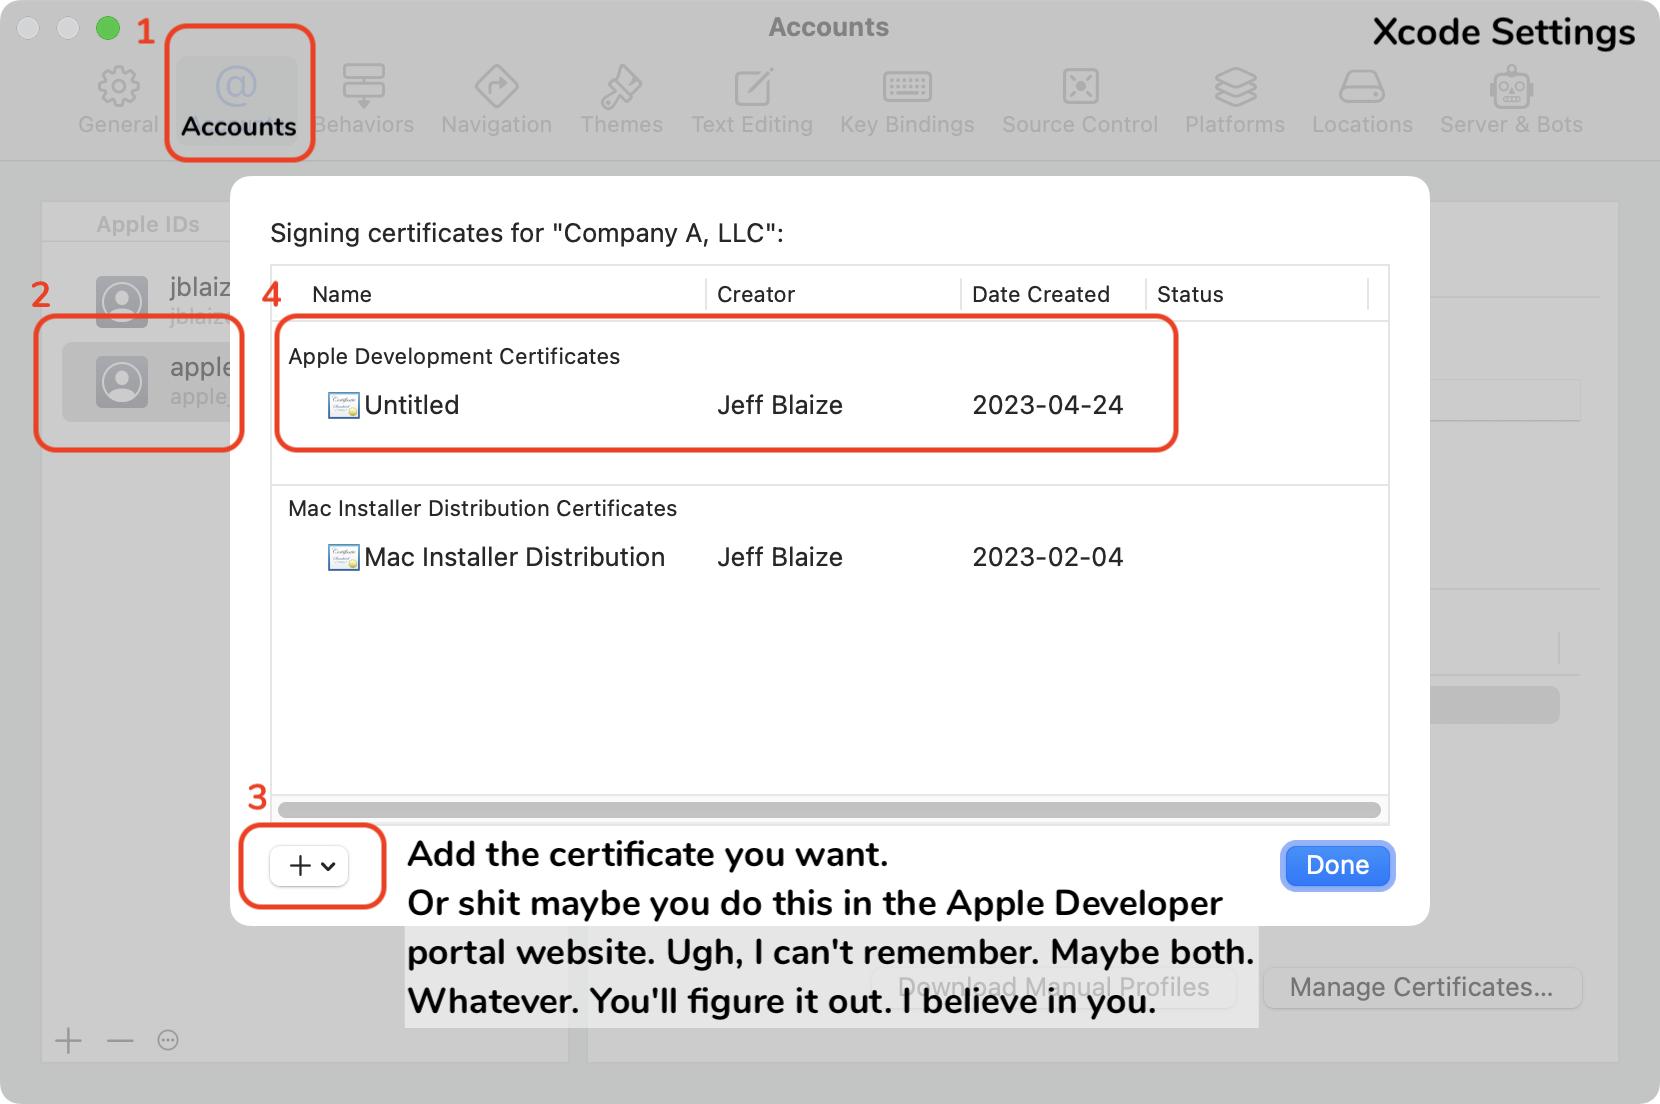 Accounts
Xcode Settings
1
General
Accounts
Behaviors
Navigation
Themes
Text Editing
Key Bindings
Source Control
Platforms
Locations
Server & Bots
Apple IDs
2
jblaiz
jblaize
apple
apple
Signing certificates for "Company A, LLC":
4
Name Creator Date Created Status
Apple Development Certificates
Untitled Jeff Blaize 2023-04-24
Mac Installer Distribution Certificates
Mac Installer Distribution Jeff Blaize 2023-02-04
3
Add the certificate you want.
Or shit maybe you do this in the Apple Developer
portal website. Ugh, I can't remember. Maybe both.
Whatever. You'll figure it out. I believe in you.
Done
Download Manual Profiles
Manage Certificates...